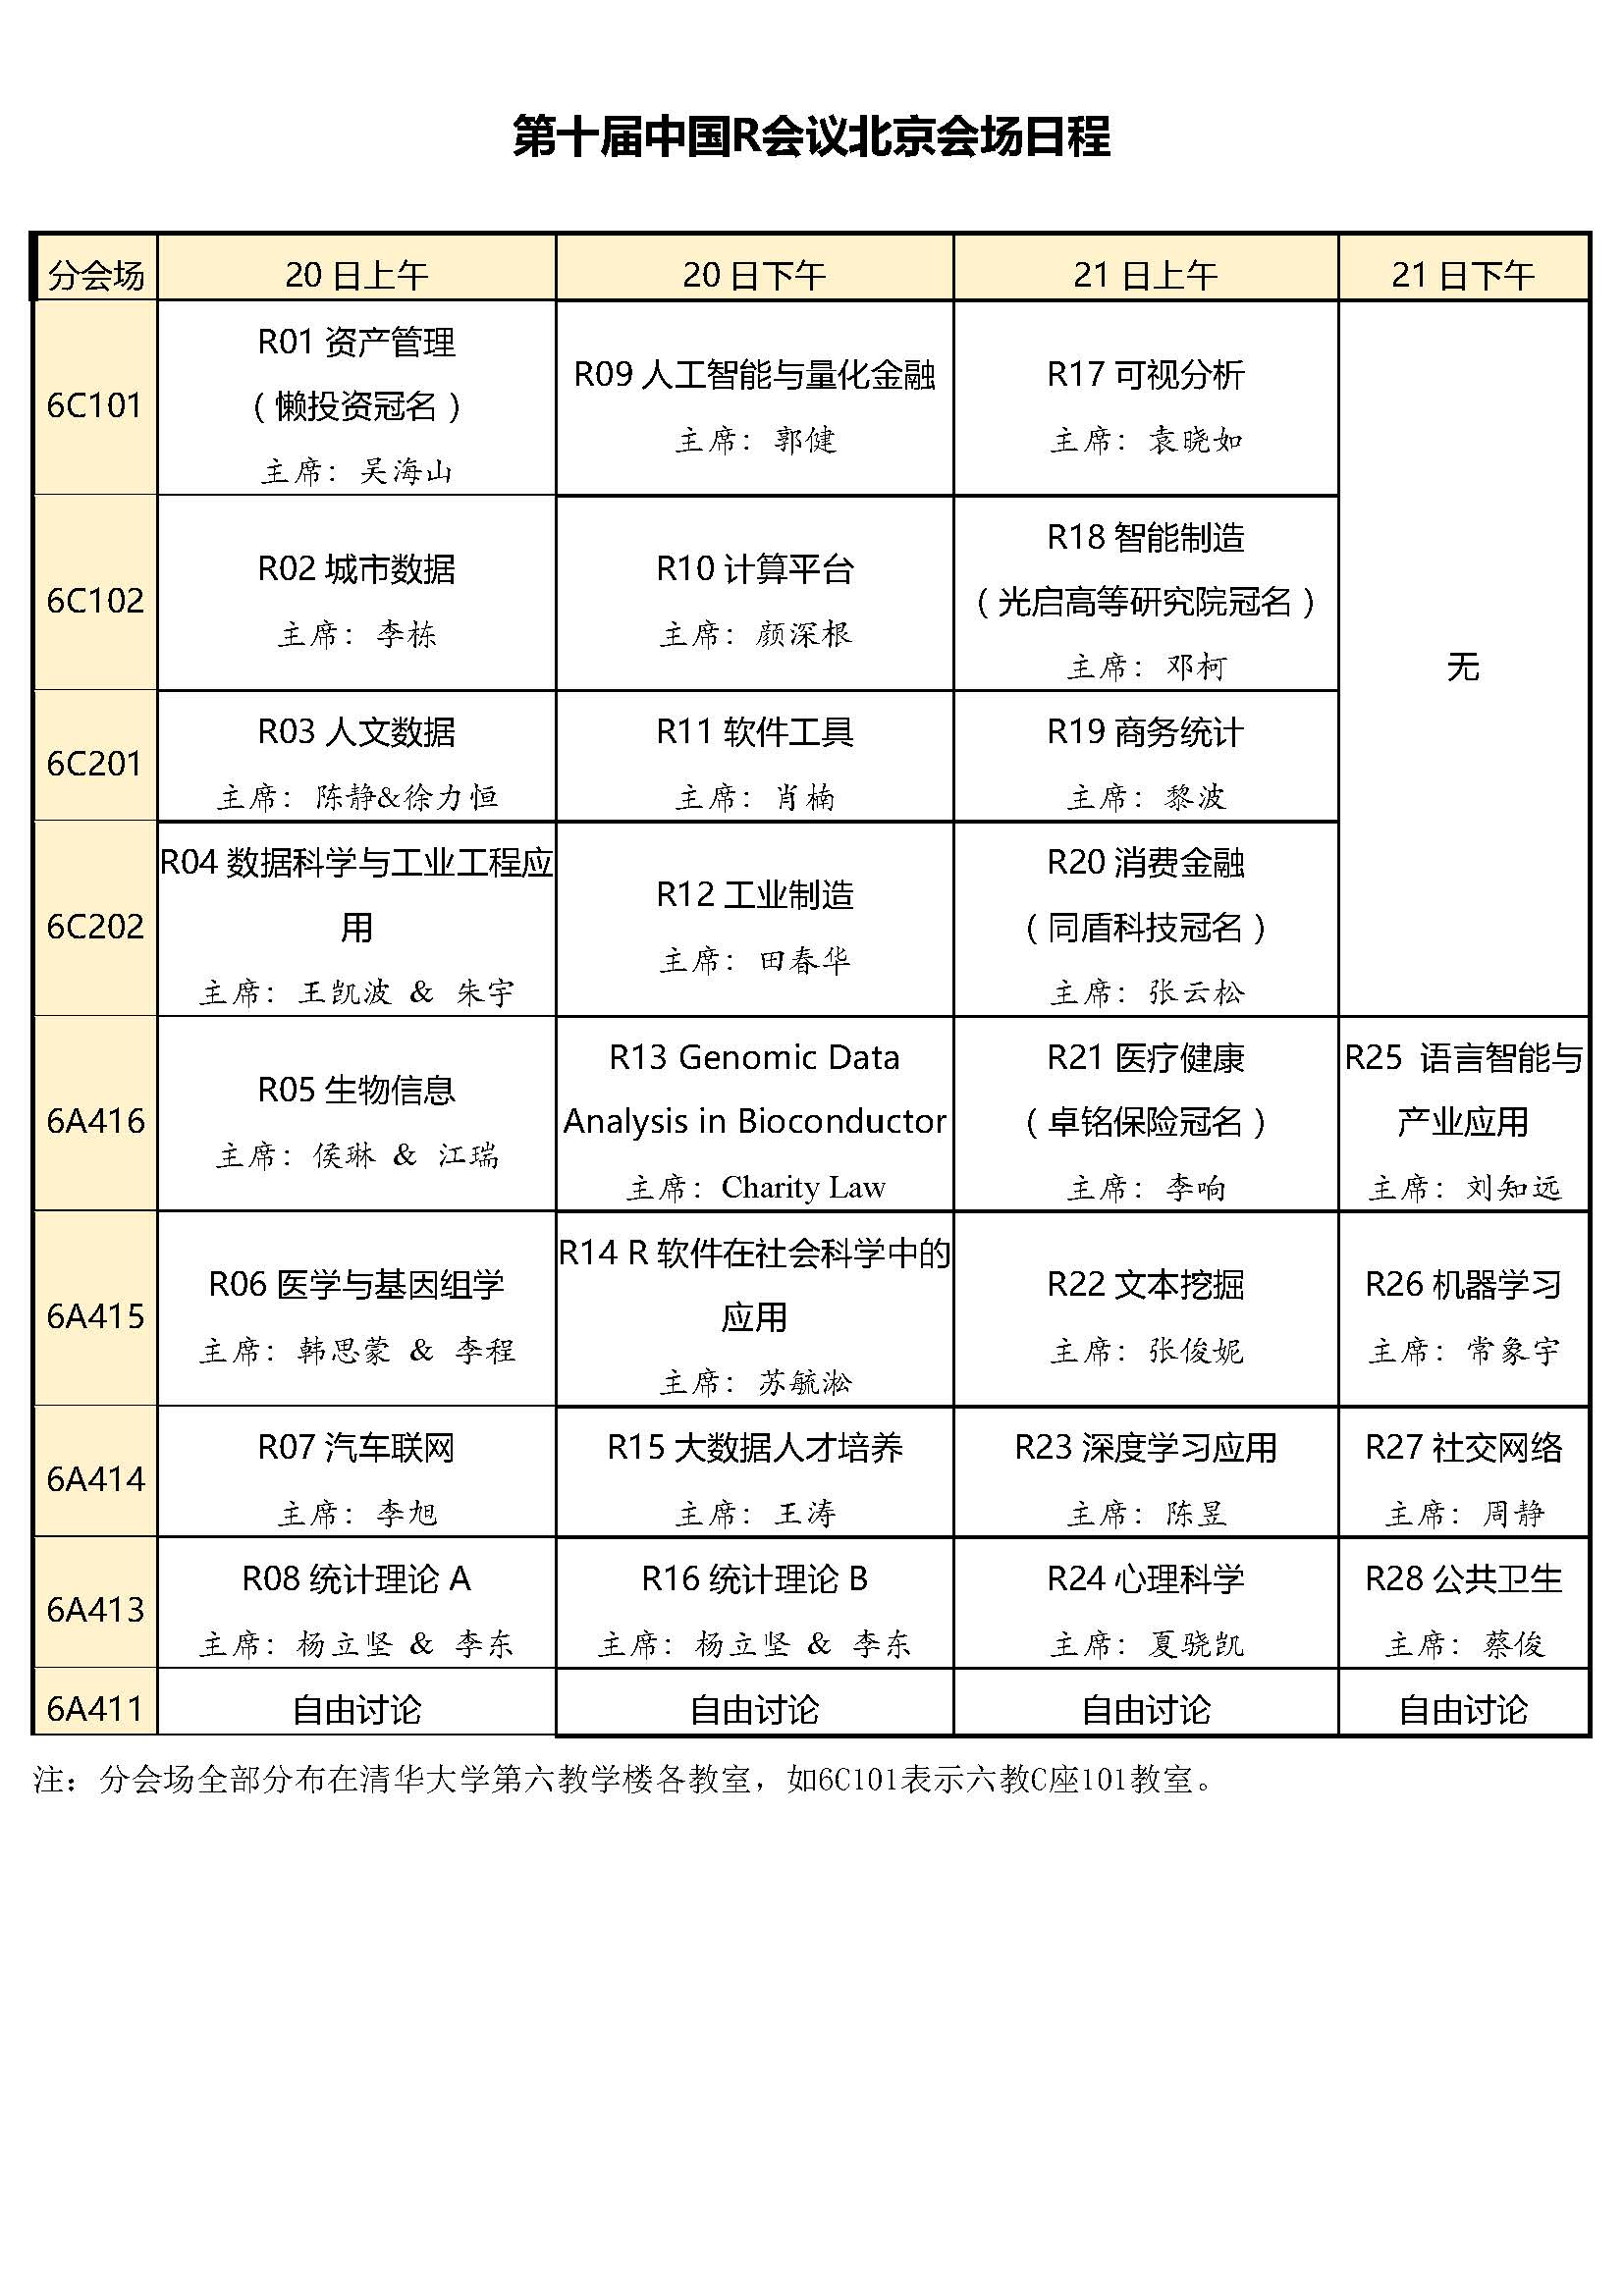 第十届中国R会议北京会场日程
分会场
20日上午
20日下午
21日上午
21日下午
6C101
R01 资产管理
（懒投资冠名）
主席：吴海山
R09 人工智能与量化金融
主席：郭健
R17 可视分析
主席：袁晓如
无
6C102
R02 城市数据
主席：李栋
R10 计算平台
主席：颜深根
R18 智能制造
（光启高等研究院冠名）
主席：邓柯
6C201
R03 人文数据
主席：陈静&徐力恒
R11 软件工具
主席：肖楠
R19 商务统计
主席：黎波
6C202
R04 数据科学与工业工程应
用
主席：王凯波 & 朱宇
R12 工业制造
主席：田春华
R20 消费金融
（同盾科技冠名）
主席：张云松
6A416
R05 生物信息
主席：侯琳 & 江瑞
R13 Genomic Data
Analysis in Bioconductor
主席：Charity Law
R21 医疗健康
（卓铭保险冠名）
主席：李响
R25 语言智能与
产业应用
主席：刘知远
6A415
R06 医学与基因组学
主席：韩思蒙 & 李程
R14 R 软件在社会科学中的
应用
主席：苏毓淞
R22 文本挖掘
主席：张俊妮
R26 机器学习
主席：常象宇
6A414
R07 汽车联网
主席：李旭
R15 大数据人才培养
主席：王涛
R23 深度学习应用
主席：陈昱
R27 社交网络
主席：周静
6A413
R08 统计理论 A
主席：杨立坚 & 李东
R16 统计理论 B
主席：杨立坚 & 李东
R24 心理科学
主席：夏骁凯
R28 公共卫生
主席：蔡俊
6A411
自由讨论
自由讨论
自由讨论
自由讨论
注：分会场全部分布在清华大学第六教学楼各教室，如6C101表示六教C座101教室。